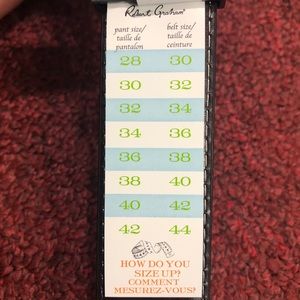 Robert Graham
pant size/ belt size/
taille de taille de
pantalon ceinture
28 30
30 32
32 34
34 36
36 38
38 40
40 42
42 44
HOW DO YOU
SIZE UP?
COMMENT
MESUREZ-VOUS?